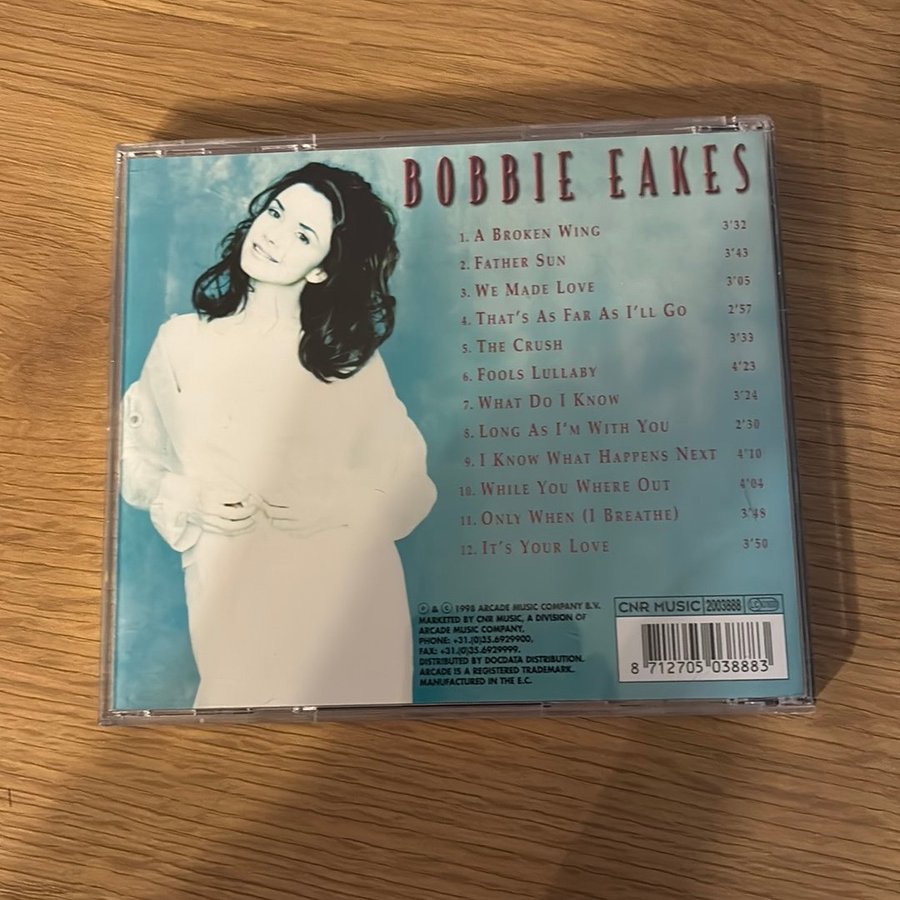 BOBBIE EAKES
1. A BROKEN WING 3'32
2. FATHER SUN 3'43
3. WE MADE LOVE 3'05
4. THAT'S AS FAR AS I'LL GO 2'57
5. THE CRUSH 3'33
6. FOOLS LULLABY 4'23
7. WHAT DO I KNOW 3'24
8. LONG AS I'M WITH YOU 2'30
9. I KNOW WHAT HAPPENS NEXT 4'10
10. WHILE YOU WHERE OUT 4'04
11. ONLY WHEN (I BREATHE) 3'48
12. IT'S YOUR LOVE 3'50
℗ & © 1998 ARCADE MUSIC COMPANY B.V.
MARKETED BY CNR MUSIC, A DIVISION OF
ARCADE MUSIC COMPANY.
PHONE: +31.(0)35.6929900,
FAX: +31.(0)35.6929999.
DISTRIBUTED BY DOCDATA DISTRIBUTION.
ARCADE IS A REGISTERED TRADEMARK.
MANUFACTURED IN THE E.C.
CNR MUSIC 2003888
8 712705 038883